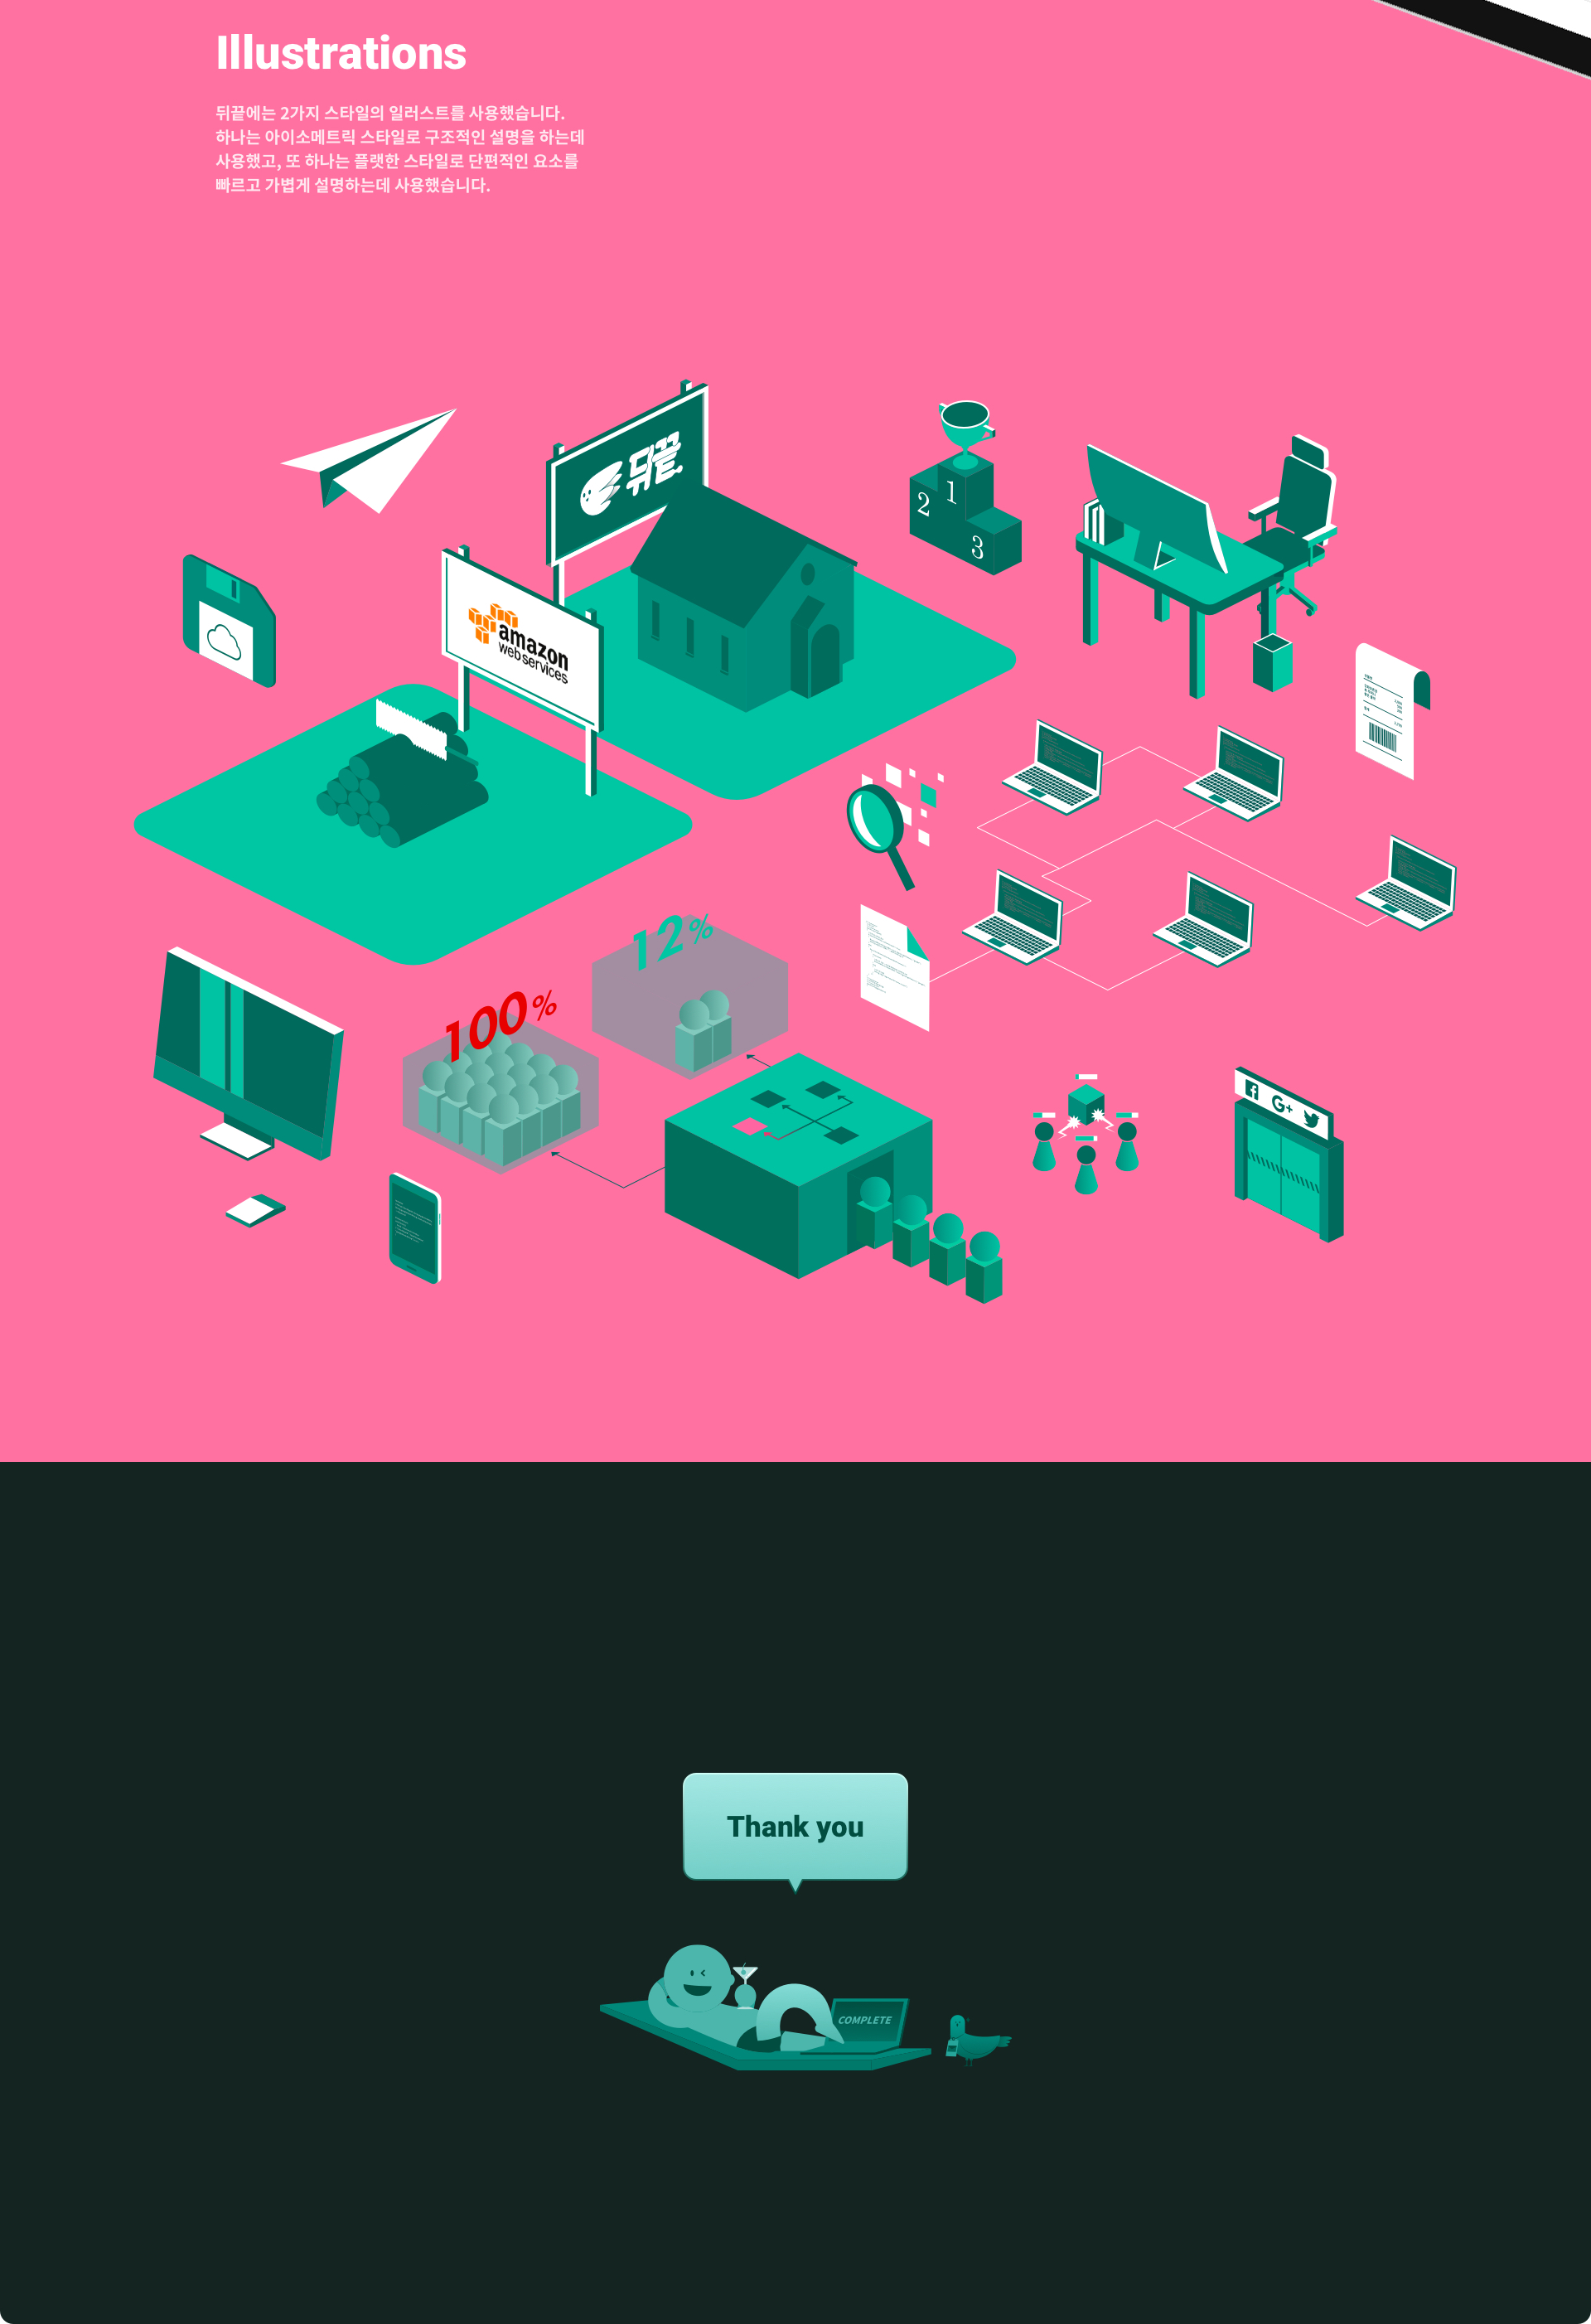 Illustrations
뒤끝에는 2가지 스타일의 일러스트를 사용했습니다.
하나는 아이소메트릭 스타일로 구조적인 설명을 하는데
사용했고, 또 하나는 플랫한 스타일로 단편적인 요소를
빠르고 가볍게 설명하는데 사용했습니다.
뒤끝
1
2
3
amazon
web services
12%
100%
G+
Thank you
COMPLETE